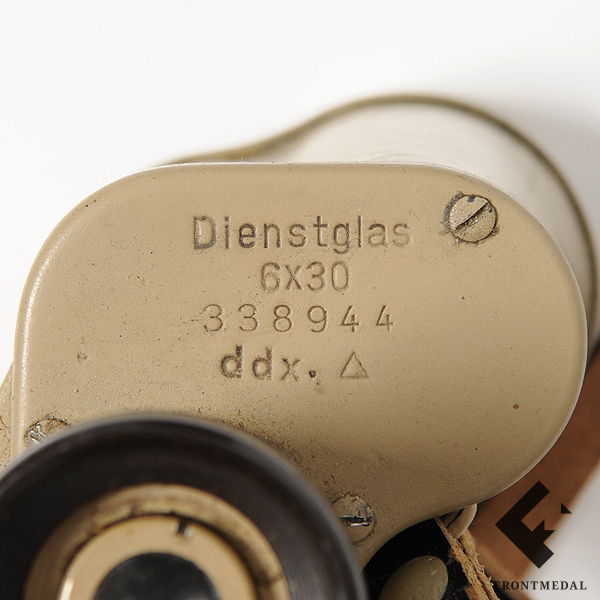 Dienstglas
6X30
338944
ddx. △
FRONTMEDAL